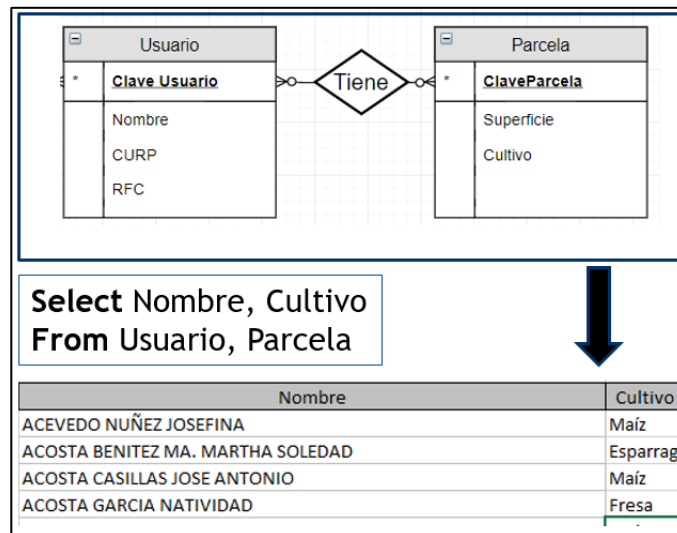 Usuario
* Clave Usuario
Nombre
CURP
RFC
Tiene
Parcela
* ClaveParcela
Superficie
Cultivo
Select Nombre, Cultivo
From Usuario, Parcela
Nombre Cultivo
ACEVEDO NUÑEZ JOSEFINA Maíz
ACOSTA BENITEZ MA. MARTHA SOLEDAD Esparrag
ACOSTA CASILLAS JOSE ANTONIO Maíz
ACOSTA GARCIA NATIVIDAD Fresa